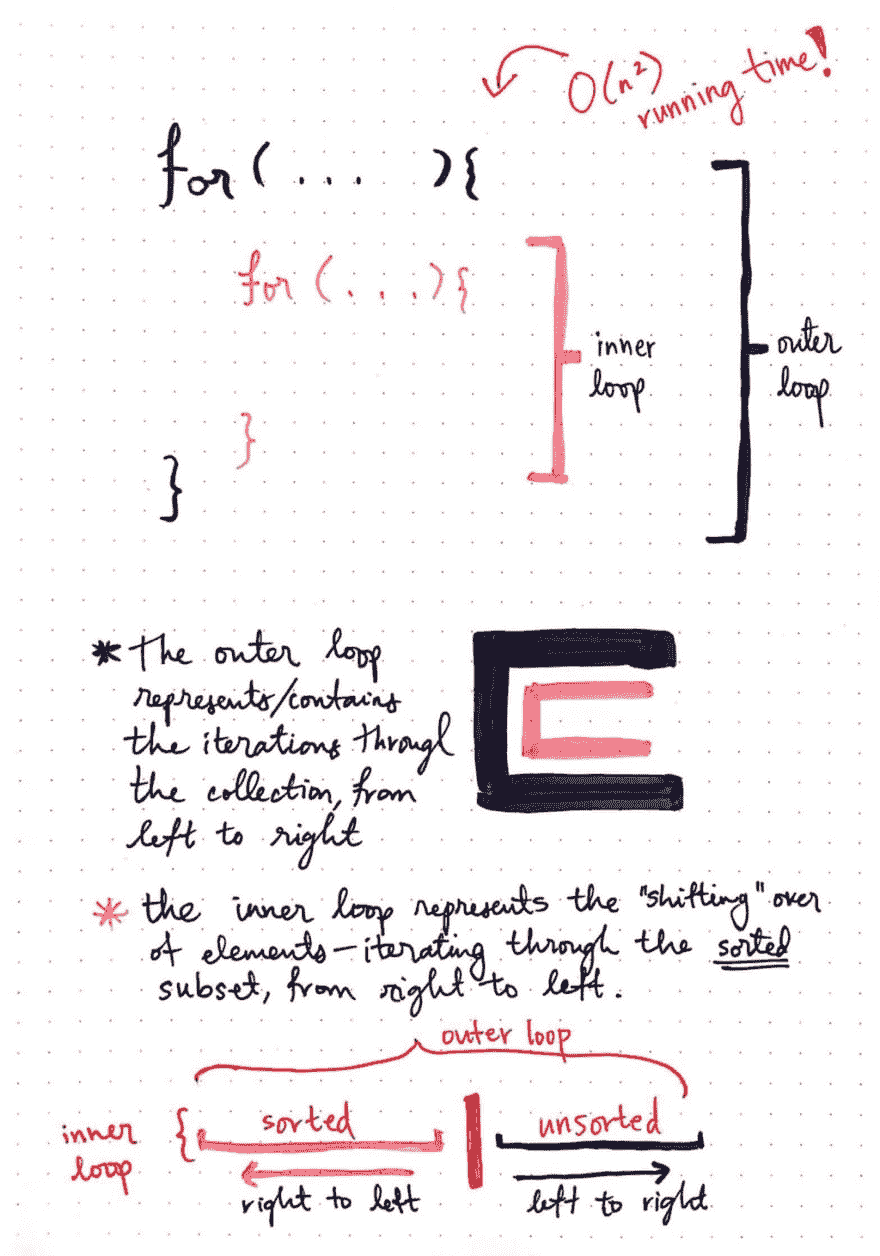 O(n²)
running time!
for( ... ){
for (...){
inner
loop
outer
loop
}
}
* The outer loop
represents/contains
the iterations through
the collection, from
left to right
* the inner loop represents the "shifting" over
of elements—iterating through the sorted
subset, from right to left.
outer loop
inner
loop
{ sorted
unsorted
right to left
left to right